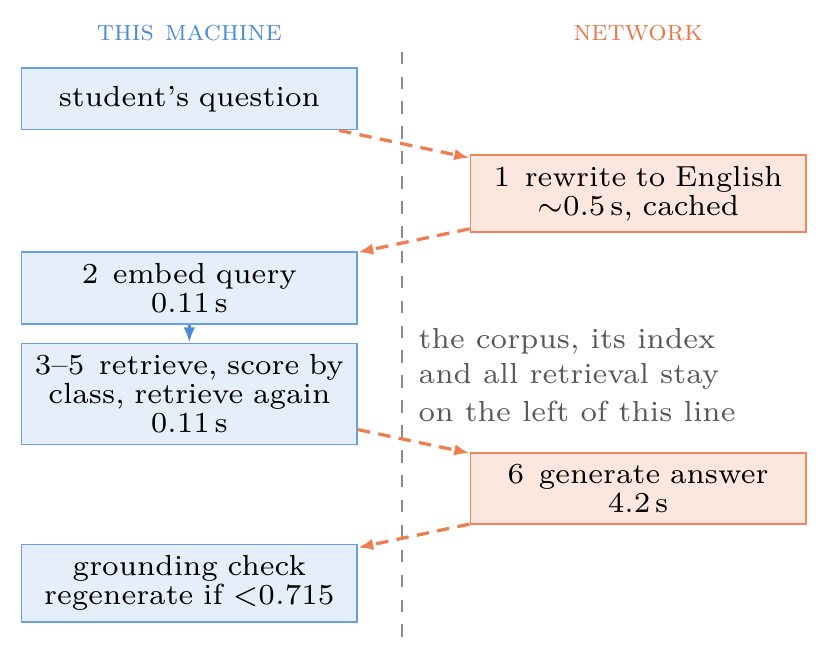 THIS MACHINE
NETWORK
student's question
1 rewrite to English
~0.5 s, cached
2 embed query
0.11 s
the corpus, its index
and all retrieval stay
on the left of this line
3–5 retrieve, score by
class, retrieve again
0.11 s
6 generate answer
4.2 s
grounding check
regenerate if <0.715